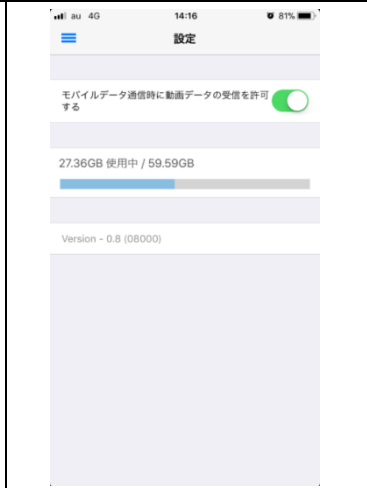 au 4G 14:16 81%
設定
モバイルデータ通信時に動画データの受信を許可
する
27.36GB 使用中 / 59.59GB
Version - 0.8 (08000)